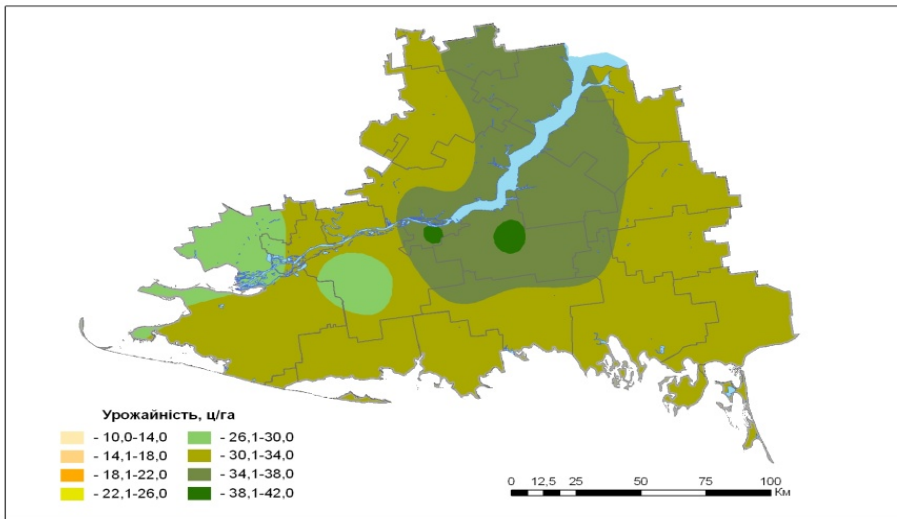 Урожайність, ц/га
- 10,0-14,0
- 14,1-18,0
- 18,1-22,0
- 22,1-26,0
- 26,1-30,0
- 30,1-34,0
- 34,1-38,0
- 38,1-42,0
0 12,5 25 50 75 100
Км